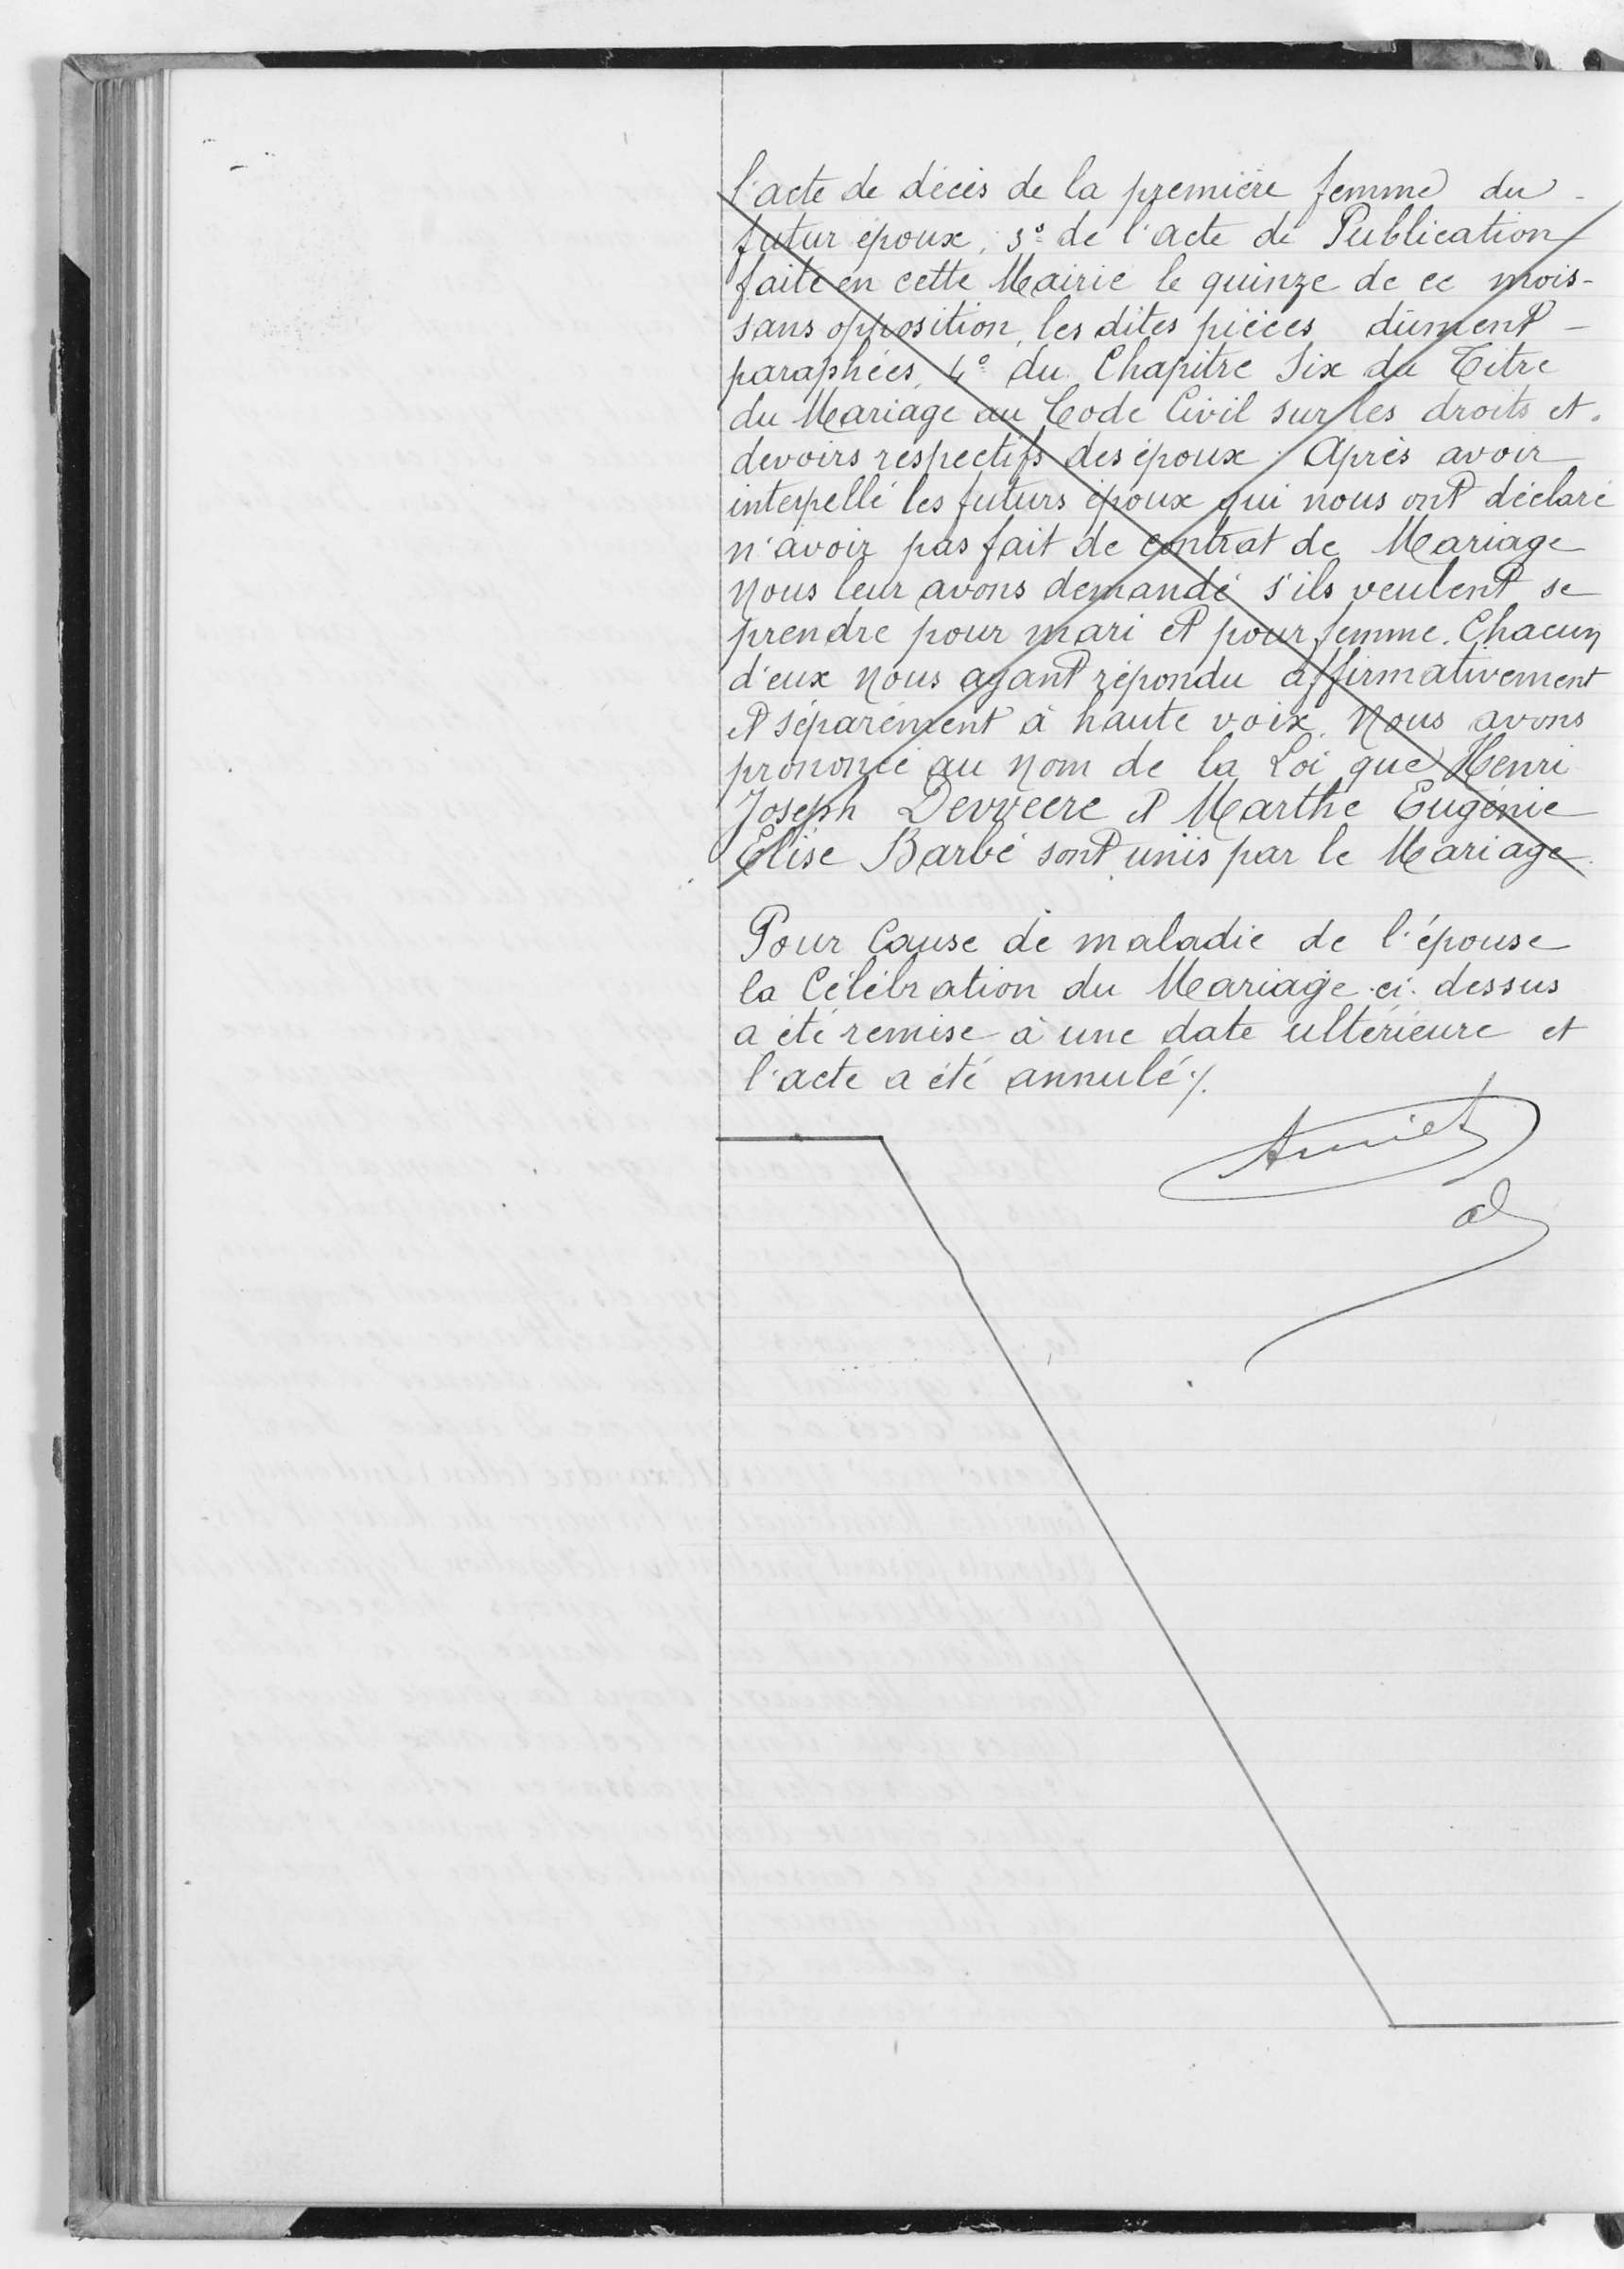 l'acte de décès de la première femme du -
futur époux, 3º de l'acte de Publication
faite en cette Mairie le quinze de ce mois -
sans opposition, les dites pièces dûment -
paraphées, 4º du Chapitre Six du Titre
du Mariage au Code Civil sur les droits et
devoirs respectifs des époux. Après avoir
interpellé les futurs époux qui nous ont déclaré
n'avoir pas fait de contrat de Mariage
Nous leur avons demandé s'ils veulent se
prendre pour mari et pour femme. Chacun
d'eux Nous ayant répondu affirmativement
et séparément à haute voix, Nous avons
prononcé au nom de la Loi que Henri
Joseph Devveere et Marthe Eugénie
Elise Barbé sont unis par le Mariage.
Pour Cause de maladie de l'épouse
la Célébration du Mariage ci-dessus
a été remise à une date ultérieure et
l'acte a été annulé ./.